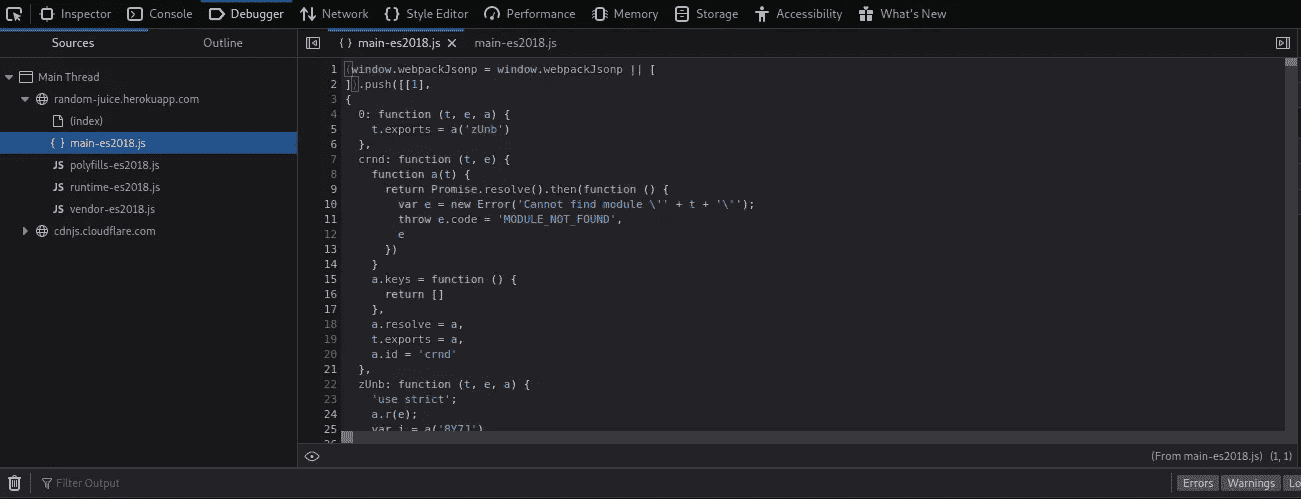 Inspector Console Debugger Network Style Editor Performance Memory Storage Accessibility What's New
Sources Outline
{ } main-es2018.js main-es2018.js
Main Thread
random-juice.herokuapp.com
(index)
{ } main-es2018.js
JS polyfills-es2018.js
JS runtime-es2018.js
JS vendor-es2018.js
cdnjs.cloudflare.com
1 (window.webpackJsonp = window.webpackJsonp || [
2 ]).push([[1],
3 {
4 0: function (t, e, a) {
5 t.exports = a('zUnb')
6 },
7 crnd: function (t, e) {
8 function a(t) {
9 return Promise.resolve().then(function () {
10 var e = new Error('Cannot find module \'' + t + '\'');
11 throw e.code = 'MODULE_NOT_FOUND',
12 e
13 })
14 }
15 a.keys = function () {
16 return []
17 },
18 a.resolve = a,
19 t.exports = a,
20 a.id = 'crnd'
21 },
22 zUnb: function (t, e, a) {
23 'use strict';
24 a.r(e);
25 var i = a('8Y7J')
(From main-es2018.js) (1, 1)
Filter Output
Errors Warnings Lo